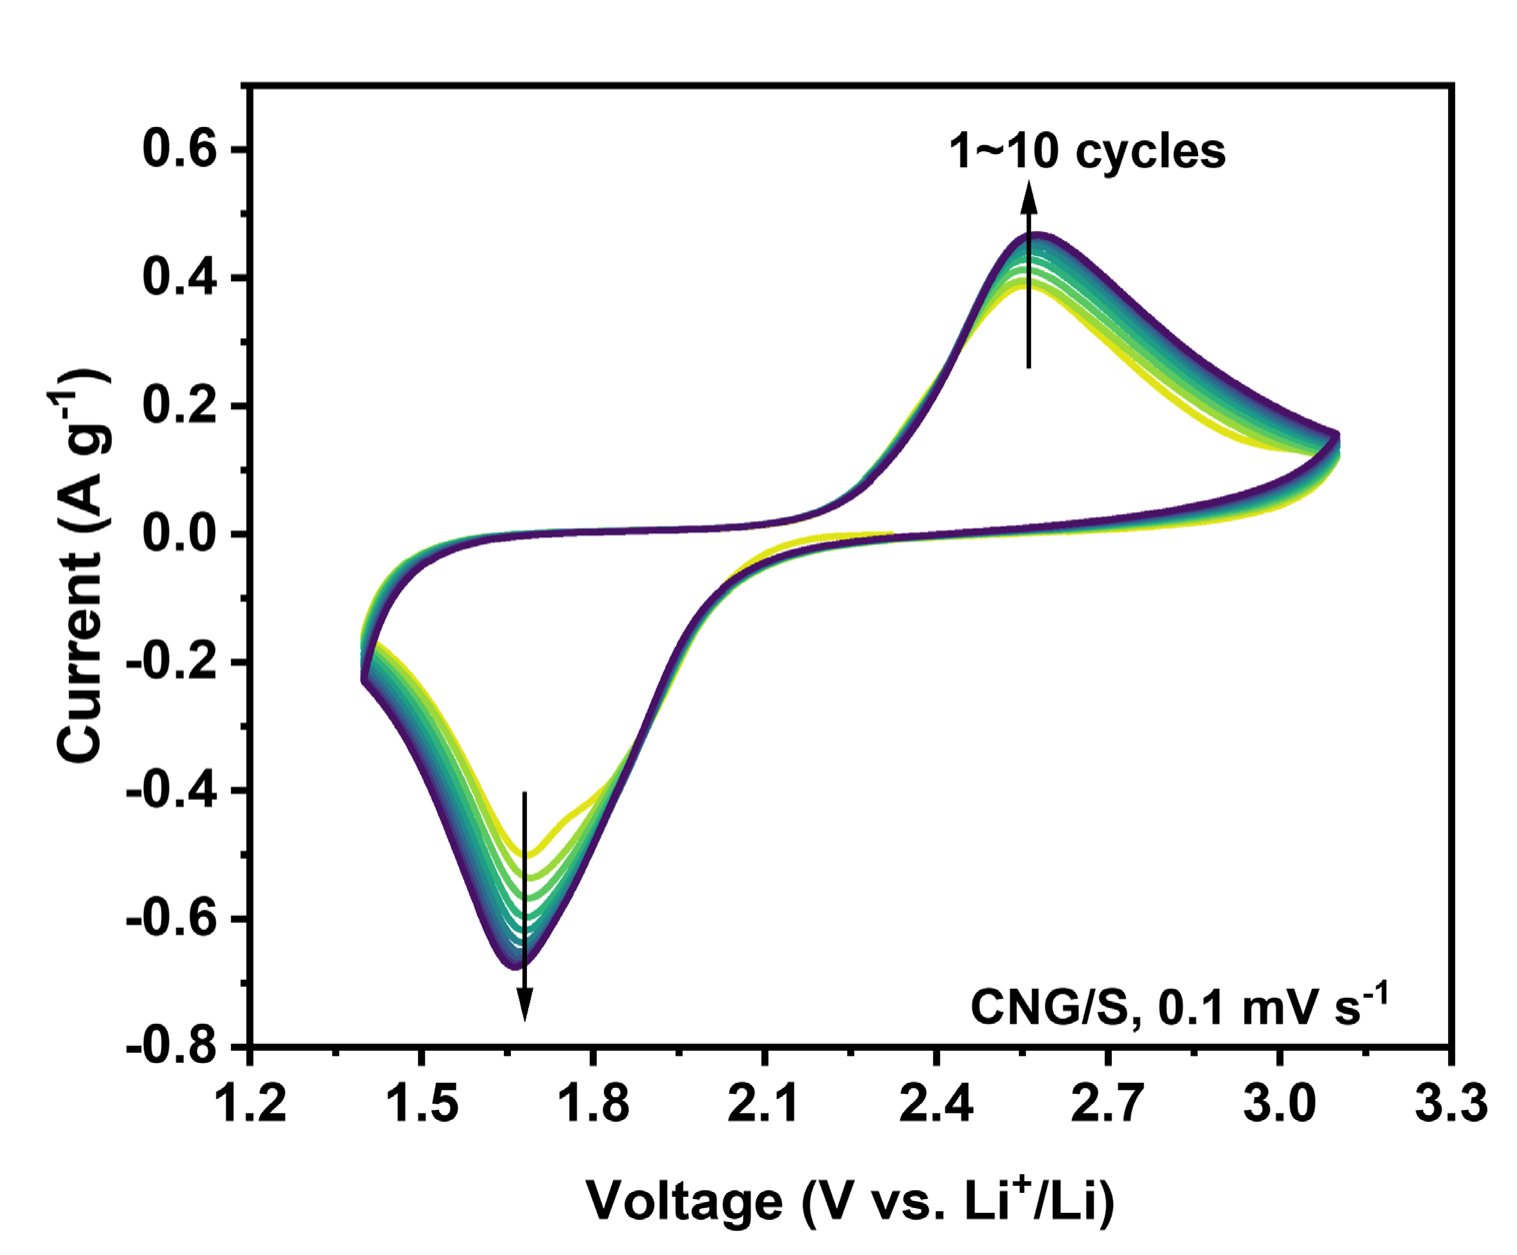 1~10 cycles
0.6
0.4
0.2
0.0
-0.2
-0.4
-0.6
-0.8
Current (A g⁻¹)
CNG/S, 0.1 mV s⁻¹
1.2 1.5 1.8 2.1 2.4 2.7 3.0 3.3
Voltage (V vs. Li⁺/Li)